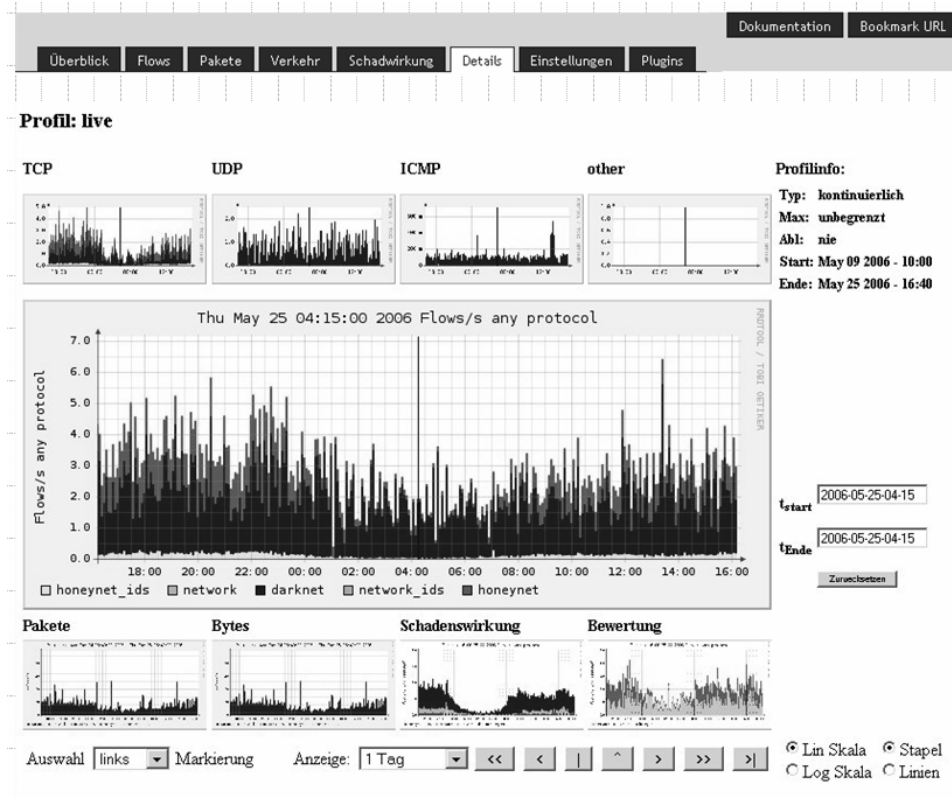 Dokumentation Bookmark URL
Überblick Flows Pakete Verkehr Schadwirkung Details Einstellungen Plugins
Profil: live
TCP UDP ICMP other Profilinfo:
Typ: kontinuierlich
Max: unbegrenzt
Abl: nie
Start: May 09 2006 - 10:00
Ende: May 25 2006 - 16:40
Thu May 25 04:15:00 2006 Flows/s any protocol
RRDTOOL / TOBI OETIKER
Flows/s any protocol
7.0
6.0
5.0
4.0
3.0
2.0
1.0
0.0
18:00 20:00 22:00 00:00 02:00 04:00 06:00 08:00 10:00 12:00 14:00 16:00
honeynet_ids network darknet network_ids honeynet
tstart 2006-05-25-04-15
tEnde 2006-05-25-04-15
Zuruecksetzen
Pakete Bytes Schadenswirkung Bewertung
Auswahl links Markierung Anzeige: 1 Tag << < | ^ > >> >|
Lin Skala Stapel
Log Skala Linien